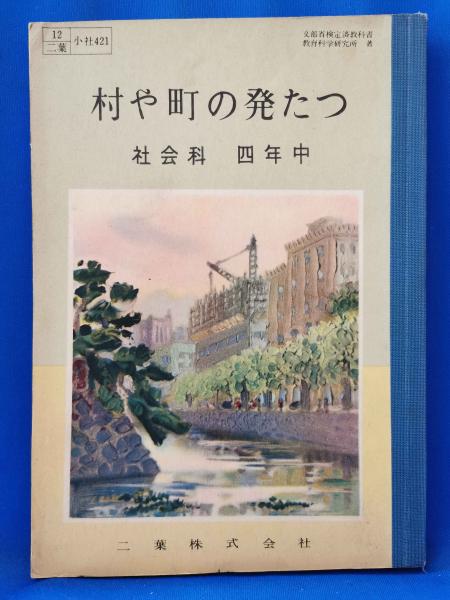 12
二葉
小社421
文部省検定済教科書
教育科学研究所 著
村や町の発たつ
社会科 四年中
二葉株式会社